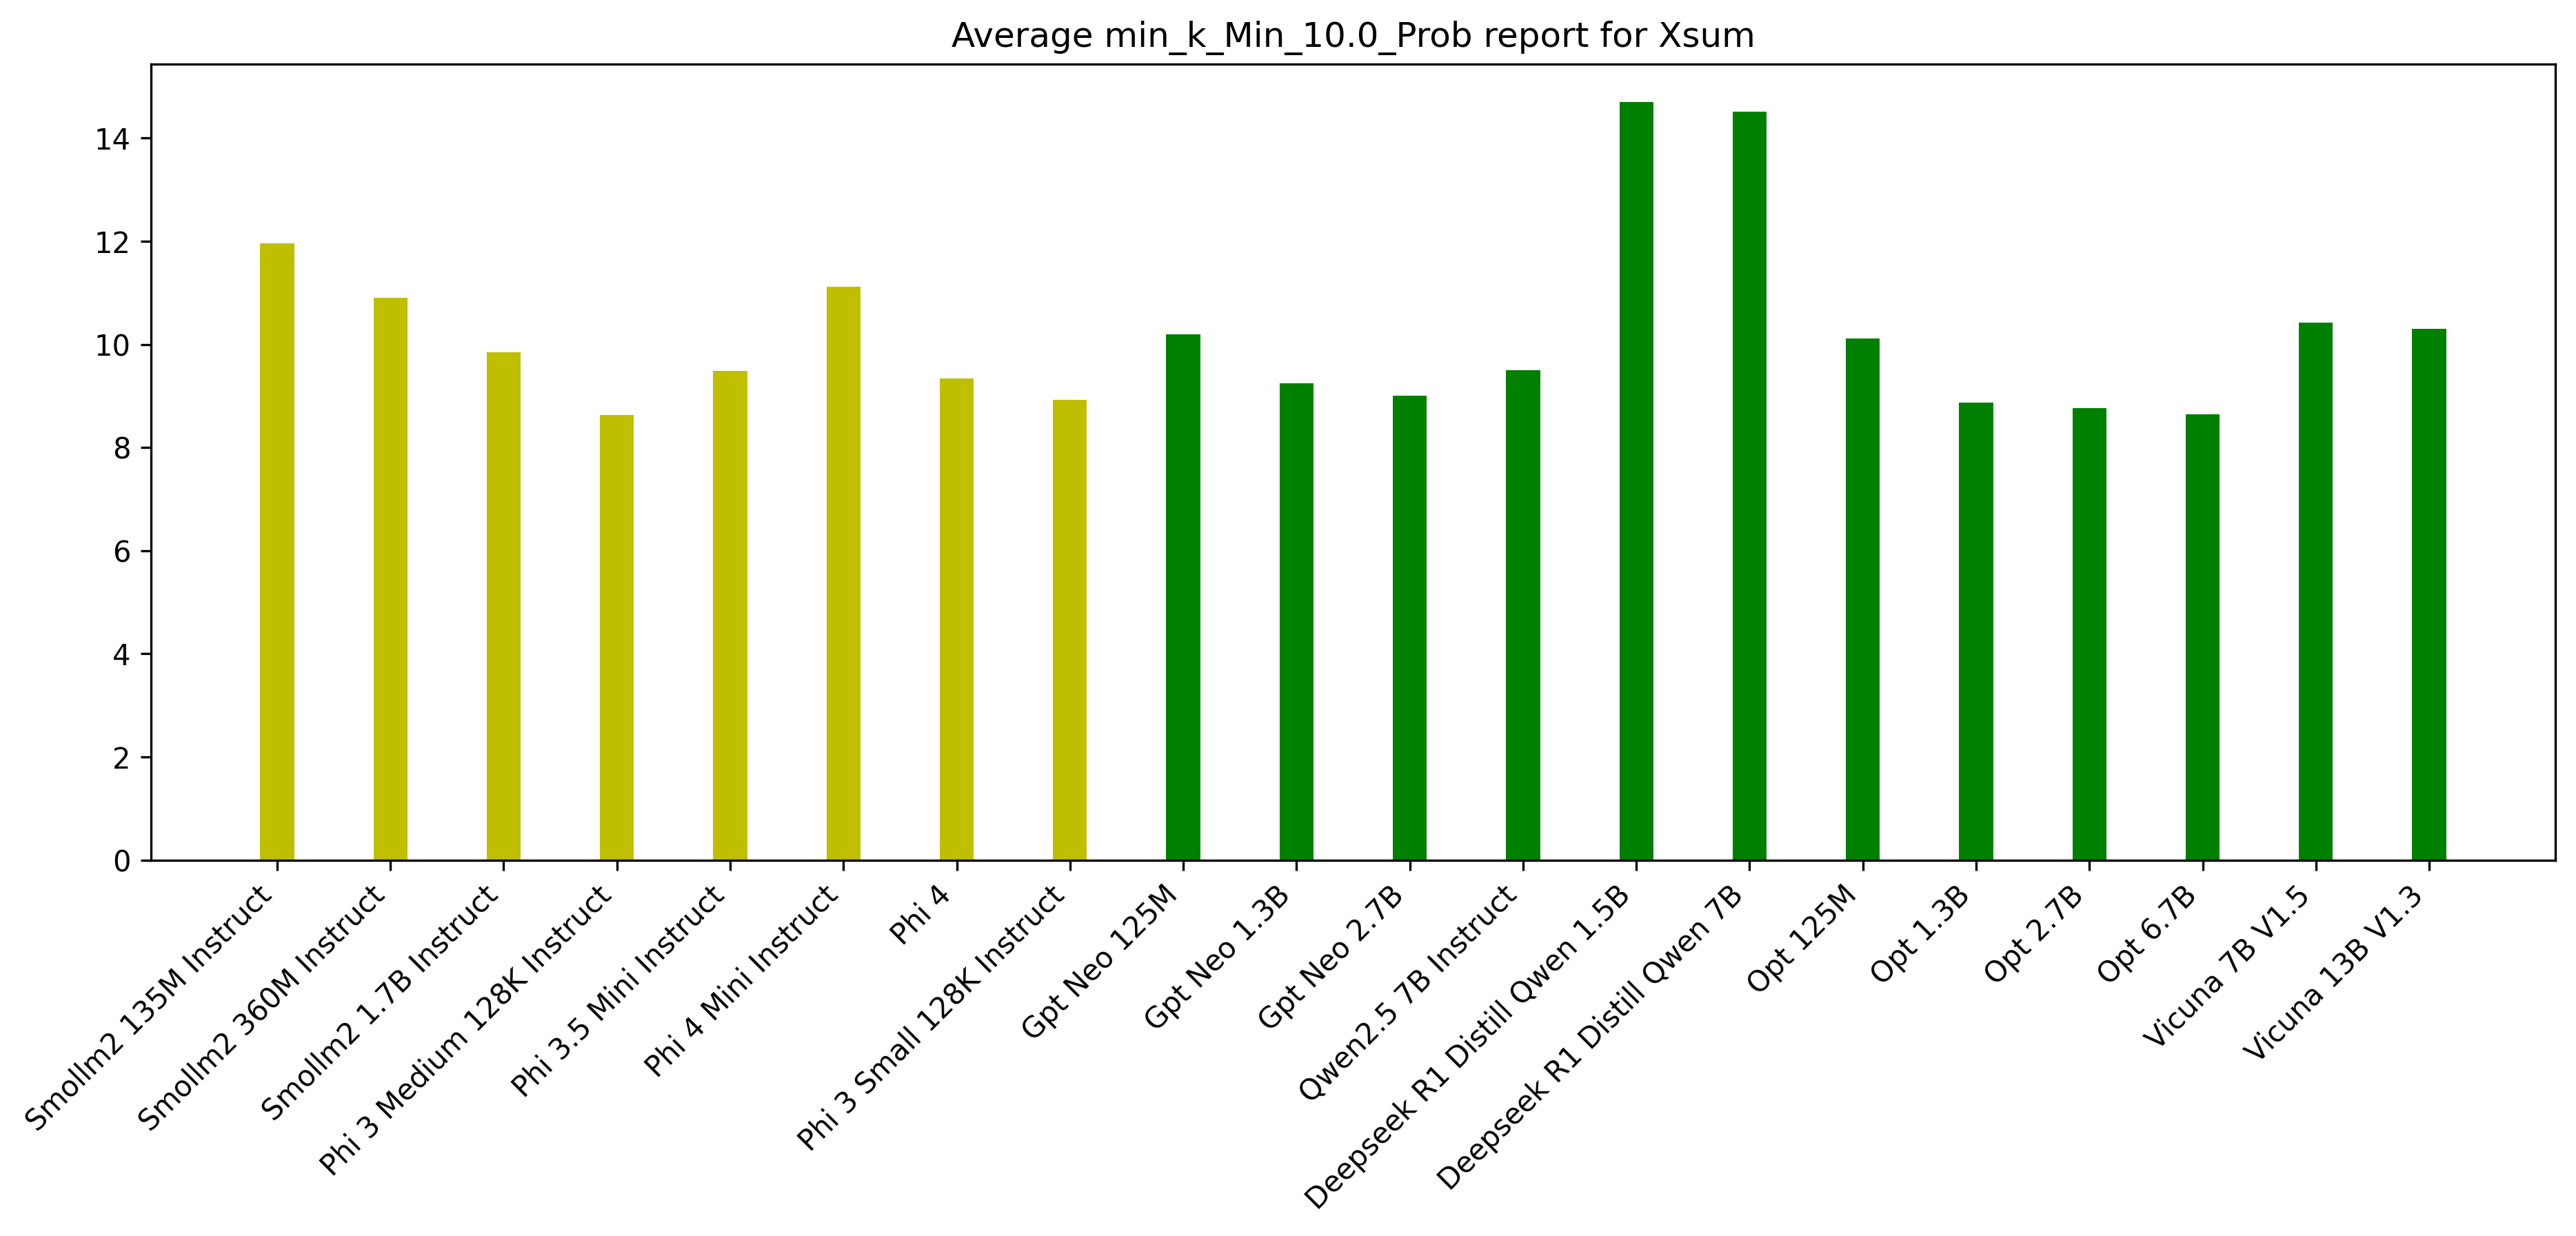 Average min_k_Min_10.0_Prob report for Xsum
14
12
10
8
6
4
2
0
Smollm2 135M Instruct
Smollm2 360M Instruct
Smollm2 1.7B Instruct
Phi 3 Medium 128K Instruct
Phi 3.5 Mini Instruct
Phi 4 Mini Instruct
Phi 4
Phi 3 Small 128K Instruct
Gpt Neo 125M
Gpt Neo 1.3B
Gpt Neo 2.7B
Qwen2.5 7B Instruct
Deepseek R1 Distill Qwen 1.5B
Deepseek R1 Distill Qwen 7B
Opt 125M
Opt 1.3B
Opt 2.7B
Opt 6.7B
Vicuna 7B V1.5
Vicuna 13B V1.3